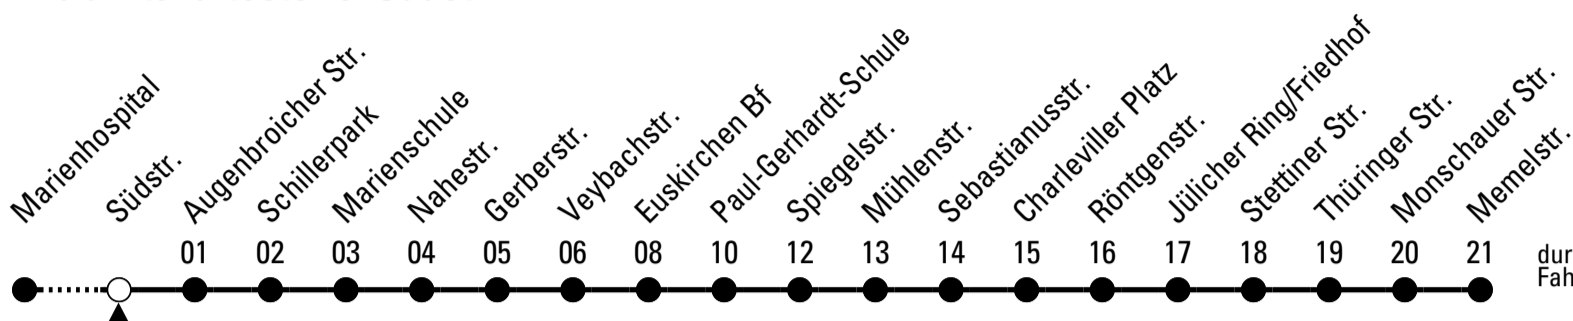 Marienhospital
Südstr.
Augenbroicher Str.
Schillerpark
Marienschule
Nahestr.
Gerberstr.
Veybachstr.
Euskirchen Bf
Paul-Gerhardt-Schule
Spiegelstr.
Mühlenstr.
Sebastianusstr.
Charleviller Platz
Röntgenstr.
Jülicher Ring/Friedhof
Stettiner Str.
Thüringer Str.
Monschauer Str.
Memelstr.
01 02 03 04 05 06 08 10 12 13 14 15 16 17 18 19 20 21
dur
Fah